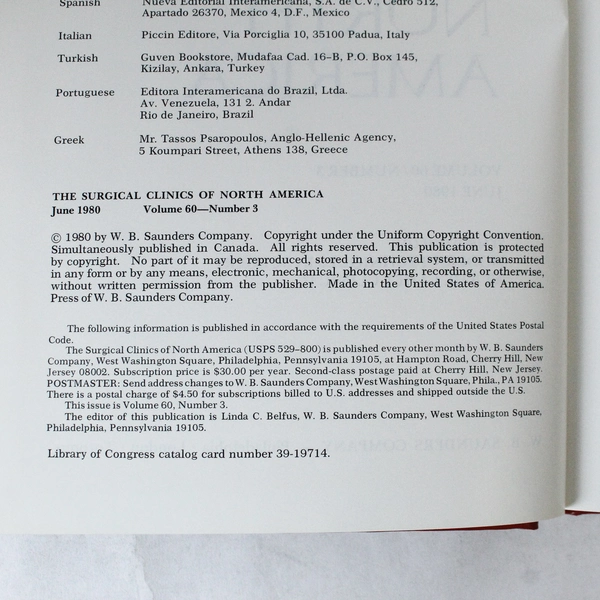 Spanish Nueva Editorial Interamericana, S.A. de C.V., Cedro 512,
Apartado 26370, Mexico 4, D.F., Mexico
Italian Piccin Editore, Via Porciglia 10, 35100 Padua, Italy
Turkish Guven Bookstore, Mudafaa Cad. 16–B, P.O. Box 145,
Kizilay, Ankara, Turkey
Portuguese Editora Interamericana do Brazil, Ltda.
Av. Venezuela, 131 2. Andar
Rio de Janeiro, Brazil
Greek Mr. Tassos Psaropoulos, Anglo-Hellenic Agency,
5 Koumpari Street, Athens 138, Greece
THE SURGICAL CLINICS OF NORTH AMERICA
June 1980 Volume 60—Number 3
© 1980 by W. B. Saunders Company. Copyright under the Uniform Copyright Convention.
Simultaneously published in Canada. All rights reserved. This publication is protected
by copyright. No part of it may be reproduced, stored in a retrieval system, or transmitted
in any form or by any means, electronic, mechanical, photocopying, recording, or otherwise,
without written permission from the publisher. Made in the United States of America.
Press of W. B. Saunders Company.
The following information is published in accordance with the requirements of the United States Postal
Code.
The Surgical Clinics of North America (USPS 529–800) is published every other month by W. B. Saunders
Company, West Washington Square, Philadelphia, Pennsylvania 19105, at Hampton Road, Cherry Hill, New
Jersey 08002. Subscription price is $30.00 per year. Second-class postage paid at Cherry Hill, New Jersey.
POSTMASTER: Send address changes to W. B. Saunders Company, West Washington Square, Phila., PA 19105.
There is a postal charge of $4.50 for subscriptions billed to U.S. addresses and shipped outside the U.S.
This issue is Volume 60, Number 3.
The editor of this publication is Linda C. Belfus, W. B. Saunders Company, West Washington Square,
Philadelphia, Pennsylvania 19105.
Library of Congress catalog card number 39-19714.